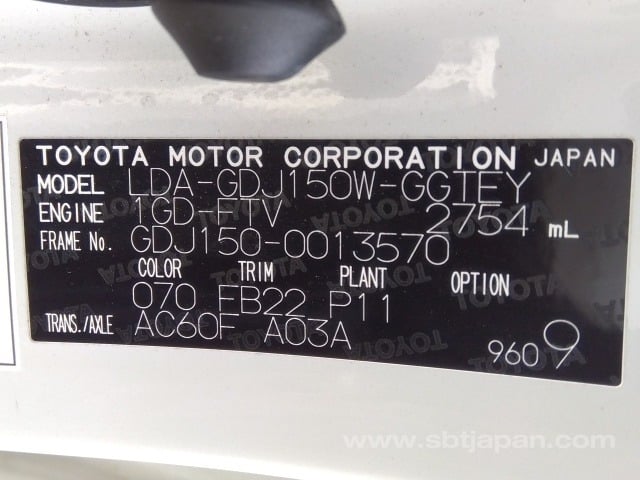 TOYOTA MOTOR CORPORATION JAPAN
MODEL LDA-GDJ150W-GGTEY
ENGINE 1GD-FTV 2754 mL
FRAME No. GDJ150-0013570
COLOR TRIM PLANT OPTION
070 FB22 P11
TRANS./AXLE AC60F A03A
9609
www.sbtjapan.com